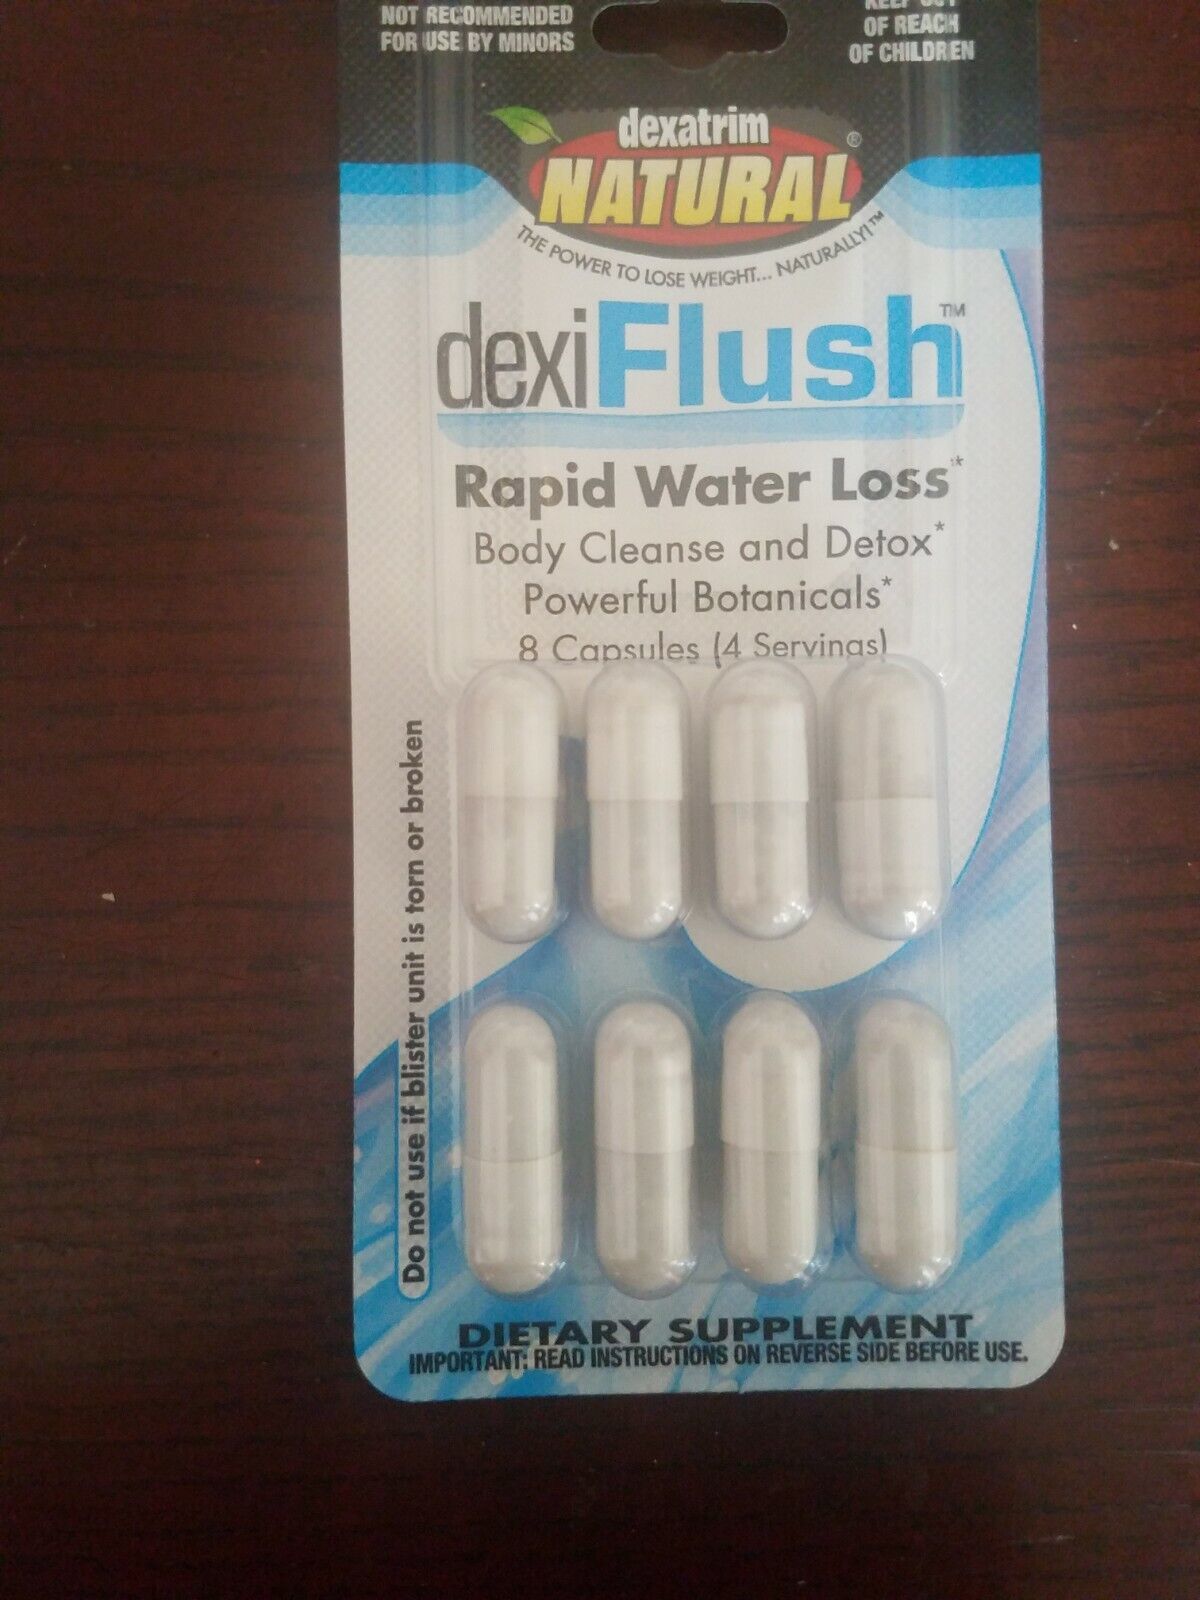 NOT RECOMMENDED
FOR USE BY MINORS
KEEP OUT
OF REACH
OF CHILDREN
dexatrim
NATURAL®
THE POWER TO LOSE WEIGHT... NATURALLY!™
dexiFlush™
Rapid Water Loss*
Body Cleanse and Detox*
Powerful Botanicals*
8 Capsules (4 Servings)
Do not use if blister unit is torn or broken
DIETARY SUPPLEMENT
IMPORTANT: READ INSTRUCTIONS ON REVERSE SIDE BEFORE USE.